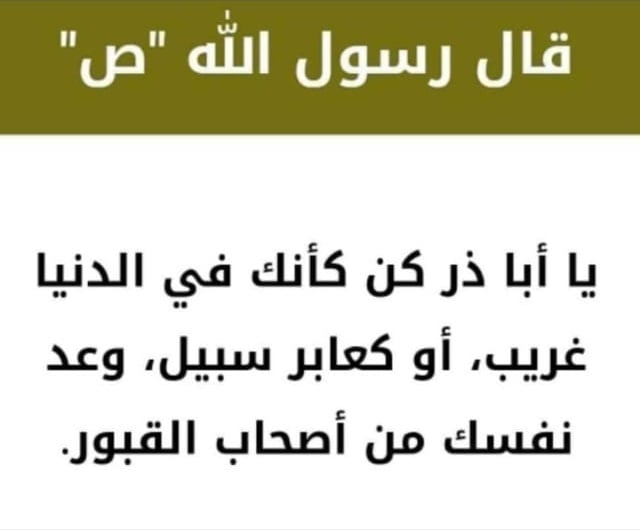 قال رسول الله "ص"
يا أبا ذر كن كأنك في الدنيا
غريب، أو كعابر سبيل، وعد
نفسك من أصحاب القبور.